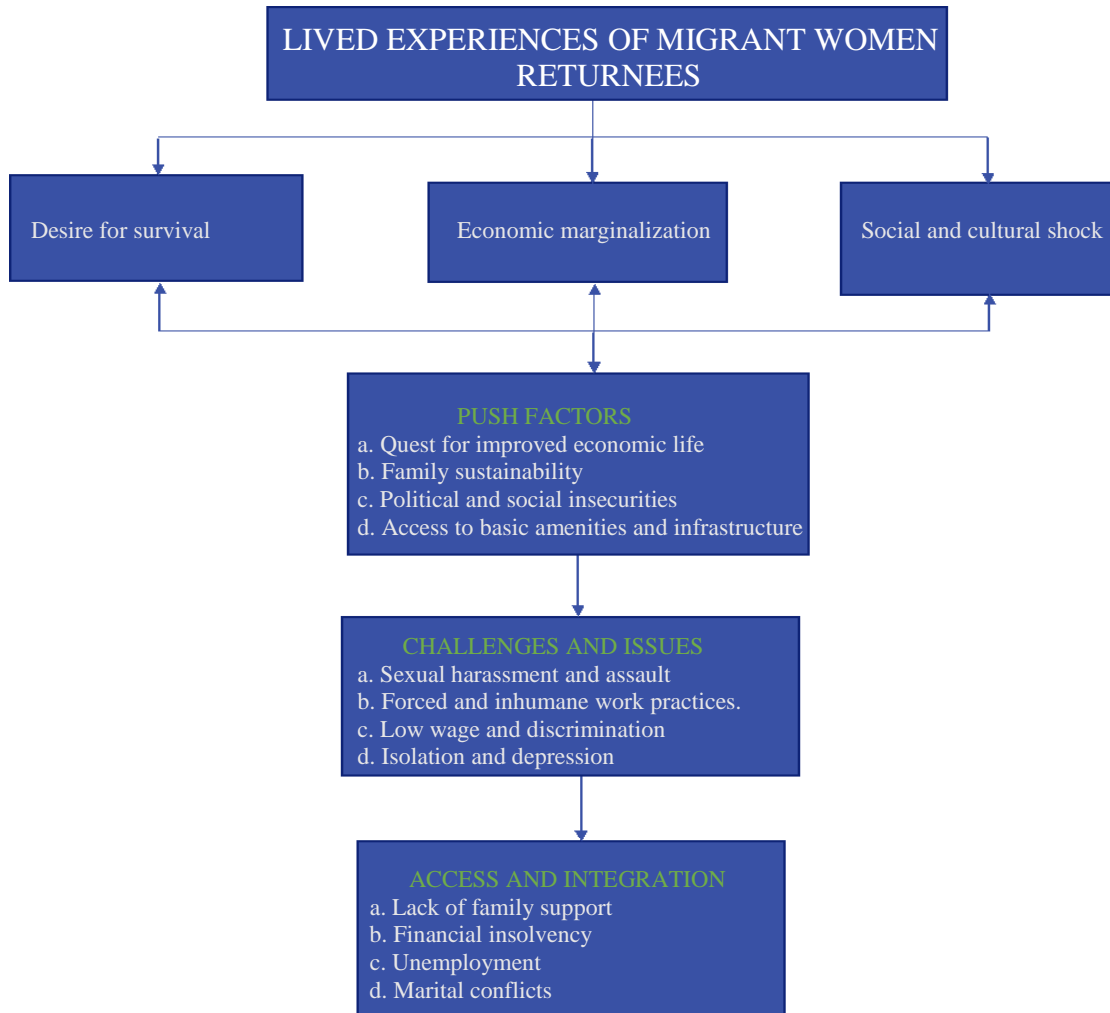 LIVED EXPERIENCES OF MIGRANT WOMEN
RETURNEES
Desire for survival
Economic marginalization
Social and cultural shock
PUSH FACTORS
a. Quest for improved economic life
b. Family sustainability
c. Political and social insecurities
d. Access to basic amenities and infrastructure
CHALLENGES AND ISSUES
a. Sexual harassment and assault
b. Forced and inhumane work practices.
c. Low wage and discrimination
d. Isolation and depression
ACCESS AND INTEGRATION
a. Lack of family support
b. Financial insolvency
c. Unemployment
d. Marital conflicts